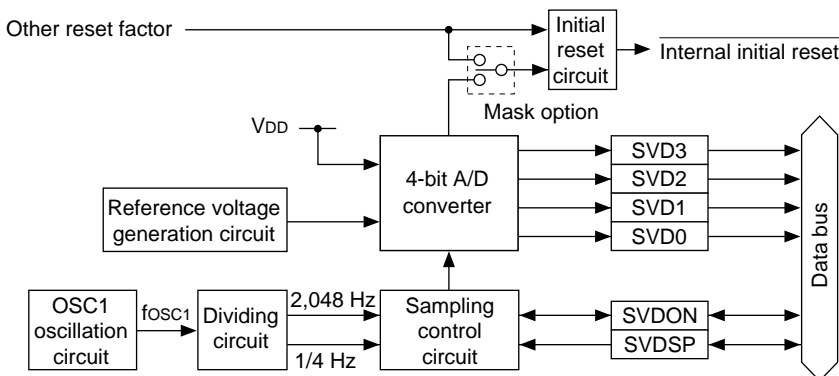 Other reset factor
Initial
reset
circuit
Internal initial reset
Mask option
VDD
4-bit A/D
converter
SVD3
SVD2
SVD1
SVD0
Reference voltage
generation circuit
Data bus
OSC1
oscillation
circuit
fOSC1
Dividing
circuit
2,048 Hz
1/4 Hz
Sampling
control
circuit
SVDON
SVDSP